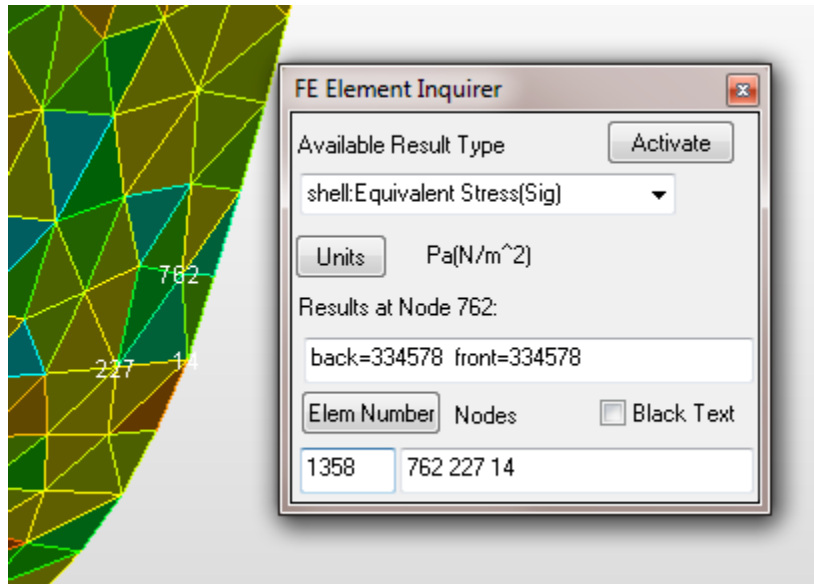 FE Element Inquirer
Available Result Type
Activate
shell:Equivalent Stress(Sig)
Units
Pa(N/m^2)
Results at Node 762:
back=334578 front=334578
Elem Number
Nodes
Black Text
1358
762 227 14
762
227
14